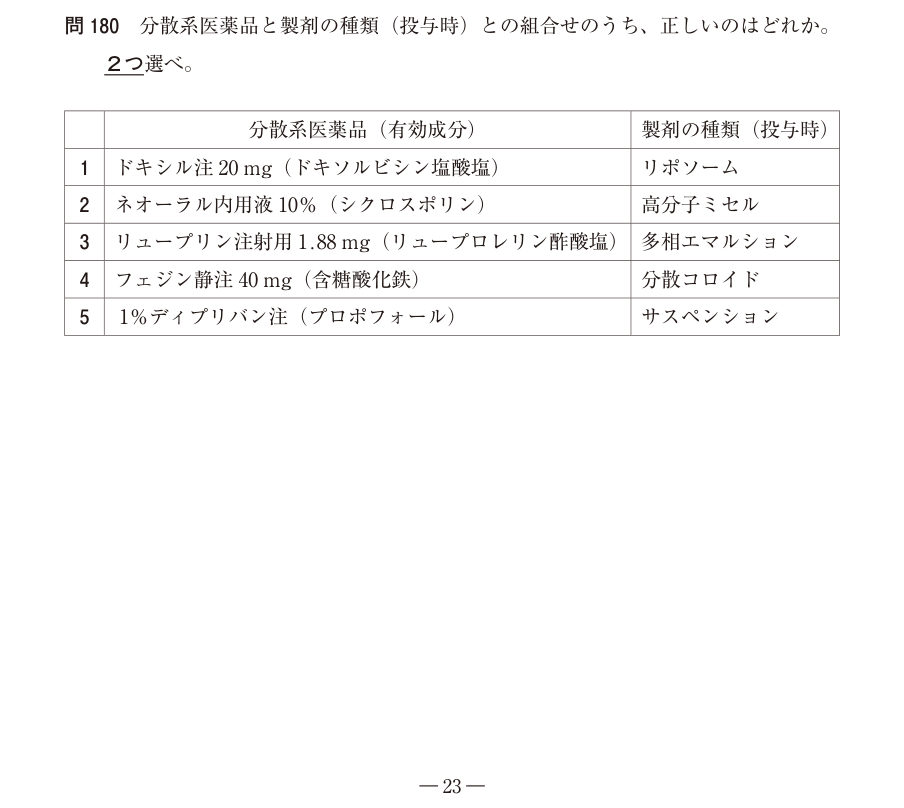 問 180　分散系医薬品と製剤の種類（投与時）との組合せのうち、正しいのはどれか。
２つ選べ。
分散系医薬品（有効成分） 製剤の種類（投与時）
1 ドキシル注 20 mg（ドキソルビシン塩酸塩） リポソーム
2 ネオーラル内用液 10%（シクロスポリン） 高分子ミセル
3 リュープリン注射用 1.88 mg（リュープロレリン酢酸塩） 多相エマルション
4 フェジン静注 40 mg（含糖酸化鉄） 分散コロイド
5 1%ディプリバン注（プロポフォール） サスペンション
— 23 —